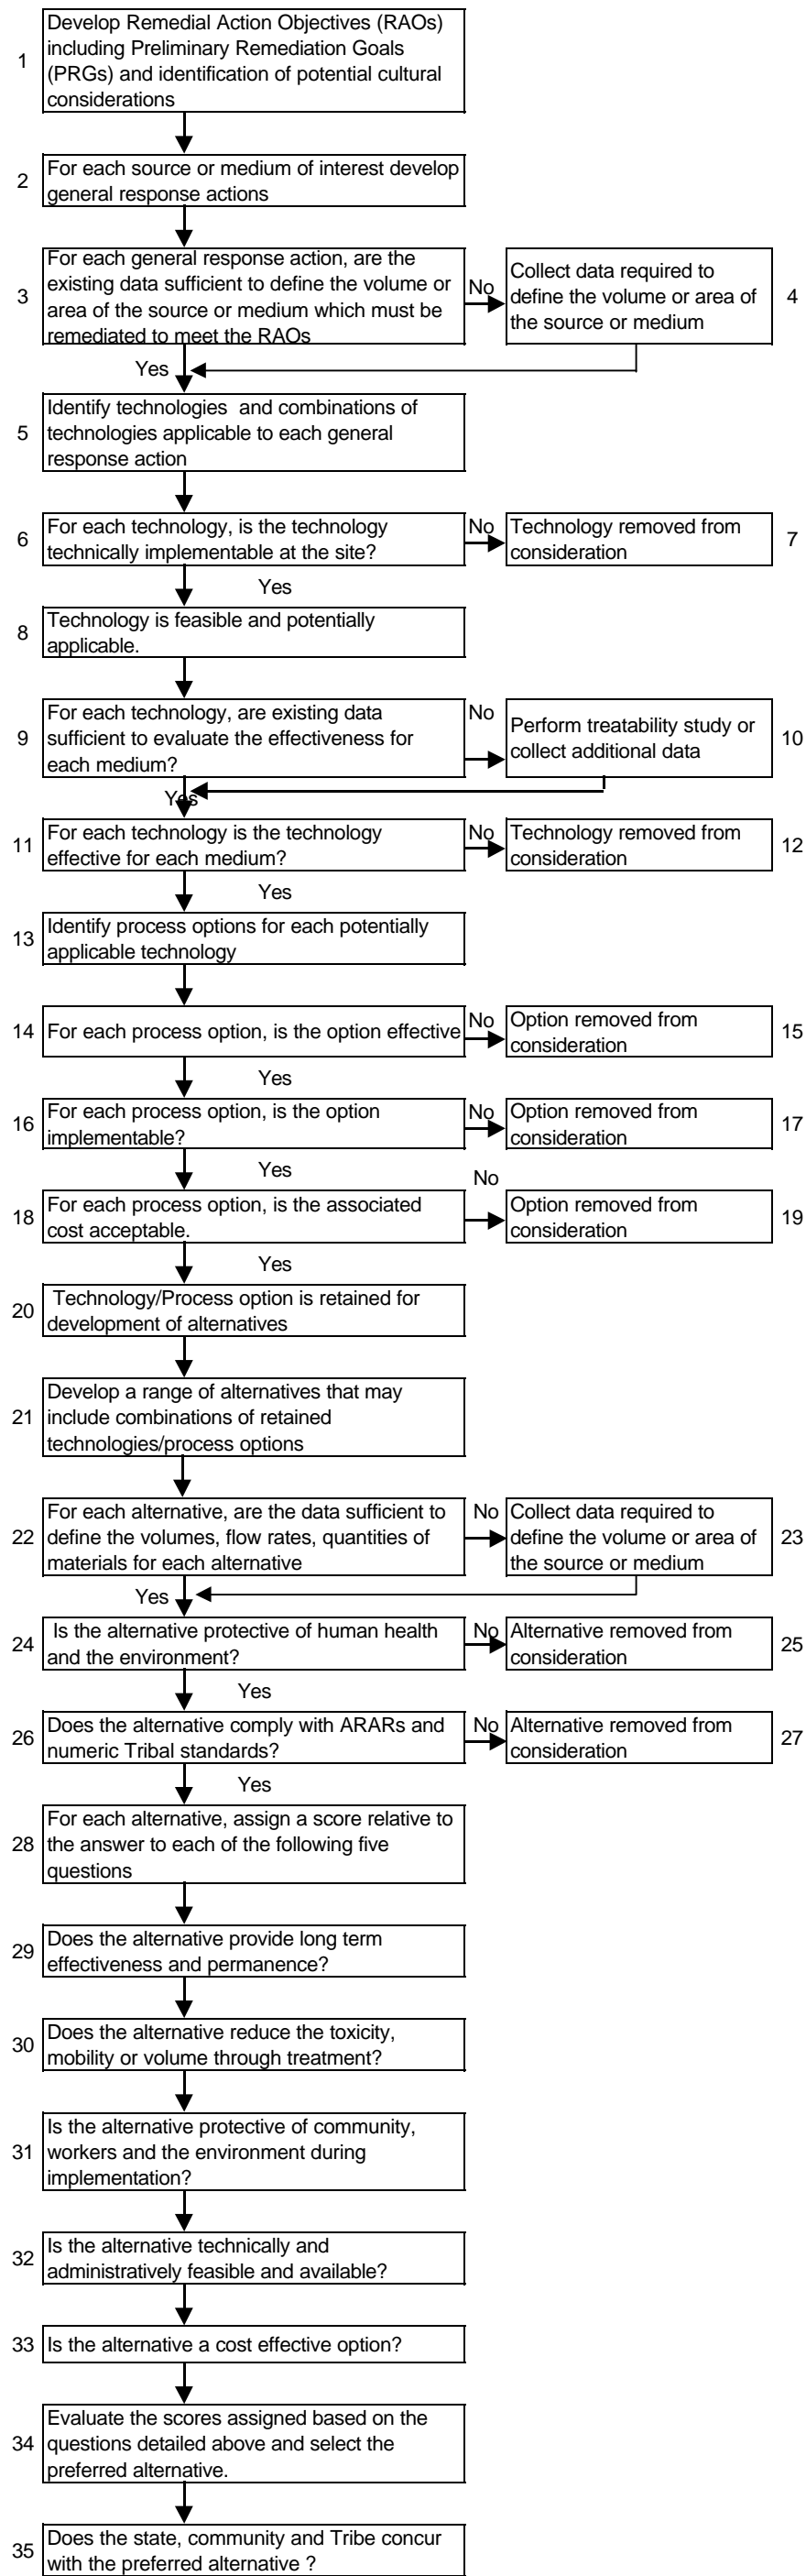 Develop Remedial Action Objectives (RAOs)
including Preliminary Remediation Goals
(PRGs) and identification of potential cultural
considerations
1
For each source or medium of interest develop
general response actions
2
For each general response action, are the
existing data sufficient to define the volume or
area of the source or medium which must be
remediated to meet the RAOs
3
No
Collect data required to
define the volume or area of
the source or medium
4
Yes
Identify technologies and combinations of
technologies applicable to each general
response action
5
For each technology, is the technology
technically implementable at the site?
6
No
Technology removed from
consideration
7
Yes
Technology is feasible and potentially
applicable.
8
For each technology, are existing data
sufficient to evaluate the effectiveness for
each medium?
9
No
Perform treatability study or
collect additional data
10
Yes
For each technology is the technology
effective for each medium?
11
No
Technology removed from
consideration
12
Yes
Identify process options for each potentially
applicable technology
13
14
For each process option, is the option effective
No
Option removed from
consideration
15
Yes
For each process option, is the option
implementable?
16
No
Option removed from
consideration
17
Yes
No
For each process option, is the associated
cost acceptable.
18
Option removed from
consideration
19
Yes
Technology/Process option is retained for
development of alternatives
20
Develop a range of alternatives that may
include combinations of retained
technologies/process options
21
For each alternative, are the data sufficient to
define the volumes, flow rates, quantities of
materials for each alternative
22
No
Collect data required to
define the volume or area of
the source or medium
23
Yes
Is the alternative protective of human health
and the environment?
24
No
Alternative removed from
consideration
25
Yes
Does the alternative comply with ARARs and
numeric Tribal standards?
26
No
Alternative removed from
consideration
27
Yes
For each alternative, assign a score relative to
the answer to each of the following five
questions
28
Does the alternative provide long term
effectiveness and permanence?
29
Does the alternative reduce the toxicity,
mobility or volume through treatment?
30
Is the alternative protective of community,
workers and the environment during
implementation?
31
Is the alternative technically and
administratively feasible and available?
32
33
Is the alternative a cost effective option?
Evaluate the scores assigned based on the
questions detailed above and select the
preferred alternative.
34
Does the state, community and Tribe concur
with the preferred alternative ?
35